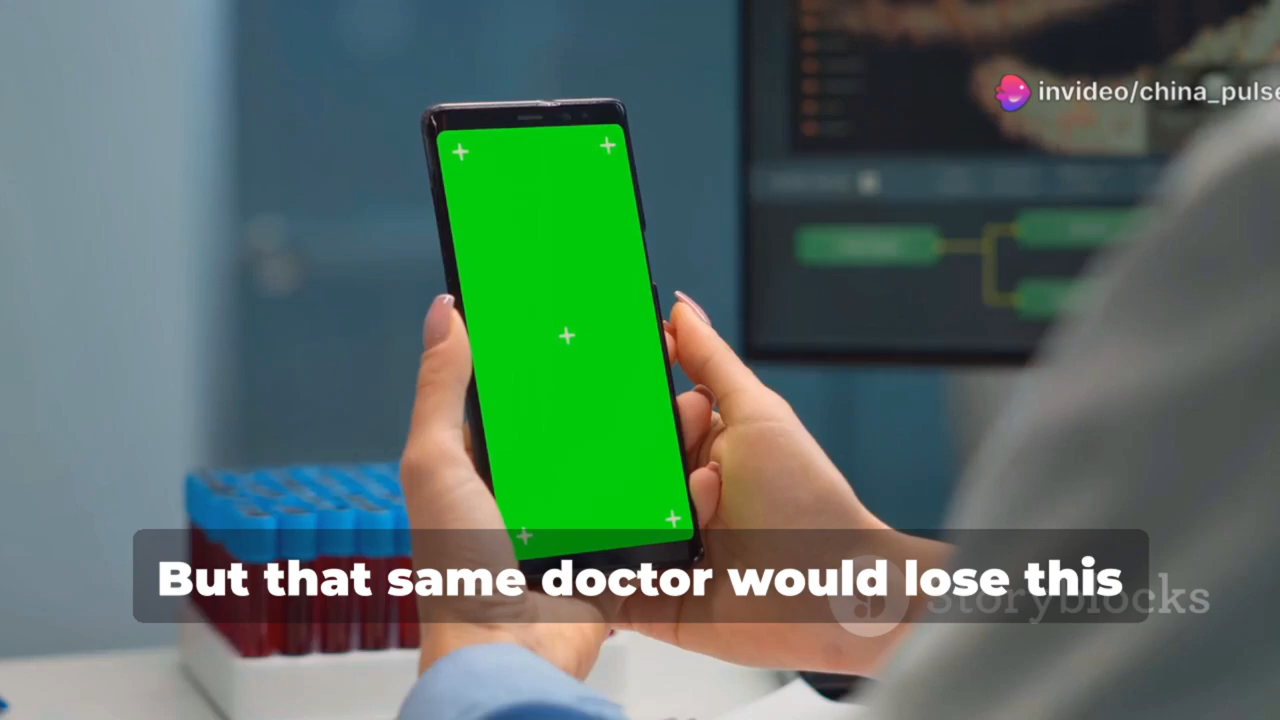 invideo/china_pulse
But that same doctor would lose this
Storyblocks